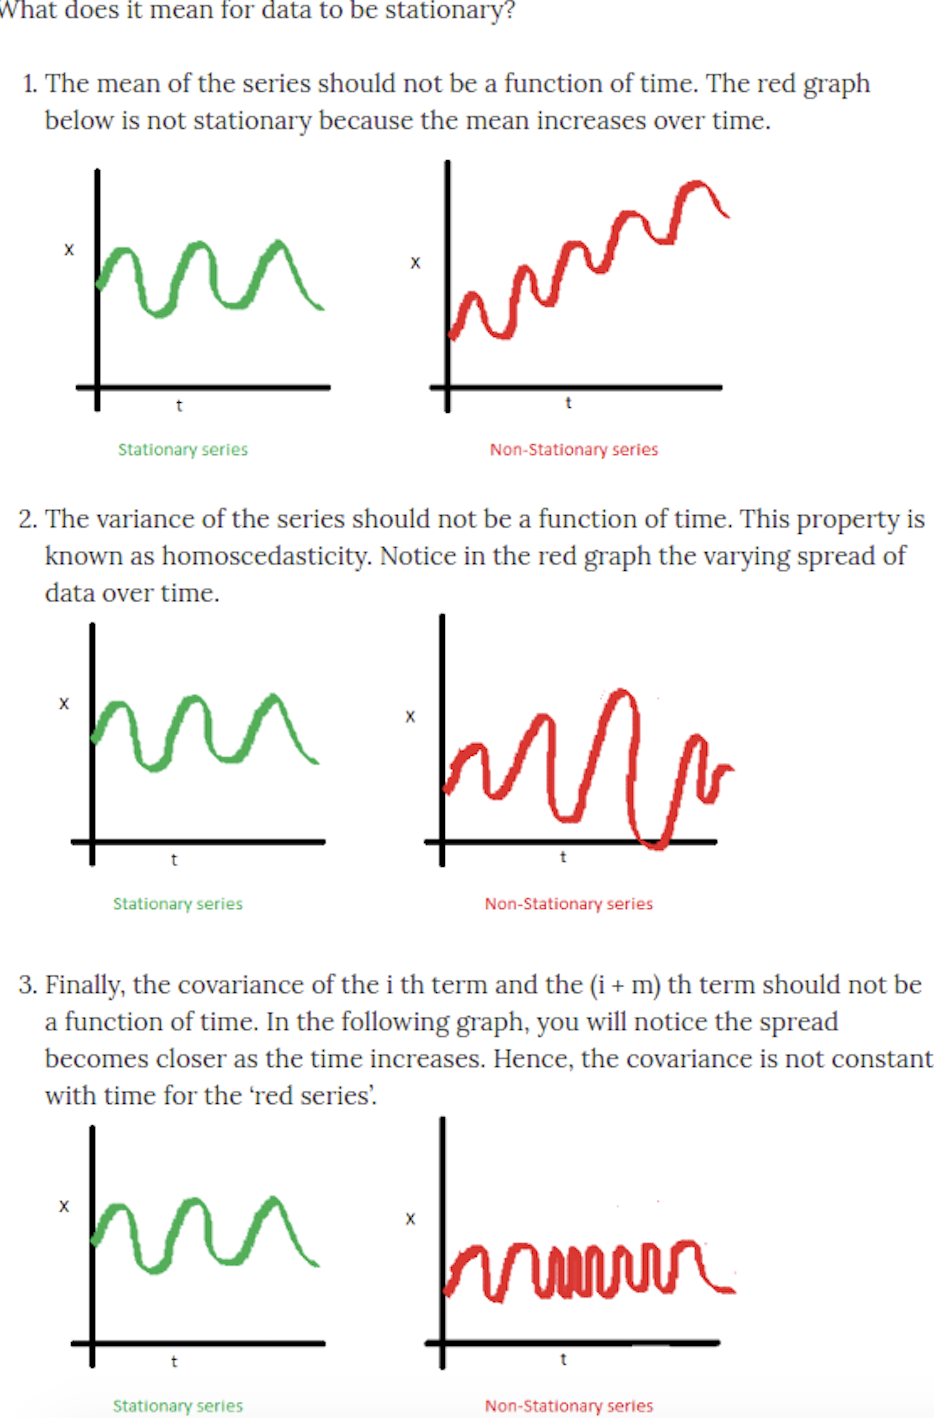 What does it mean for data to be stationary?
1. The mean of the series should not be a function of time. The red graph
below is not stationary because the mean increases over time.
x
x
t
t
Stationary series
Non-Stationary series
2. The variance of the series should not be a function of time. This property is
known as homoscedasticity. Notice in the red graph the varying spread of
data over time.
x
x
t
t
Stationary series
Non-Stationary series
3. Finally, the covariance of the i th term and the (i + m) th term should not be
a function of time. In the following graph, you will notice the spread
becomes closer as the time increases. Hence, the covariance is not constant
with time for the ‘red series’.
x
x
t
t
Stationary series
Non-Stationary series